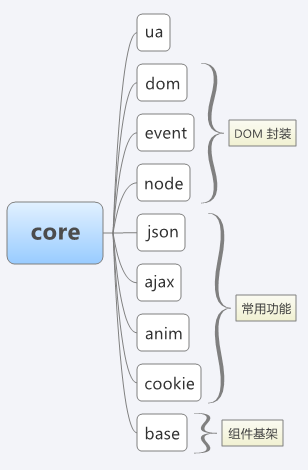 ua
dom
event
DOM 封装
node
core
json
ajax
常用功能
anim
cookie
base
组件基架